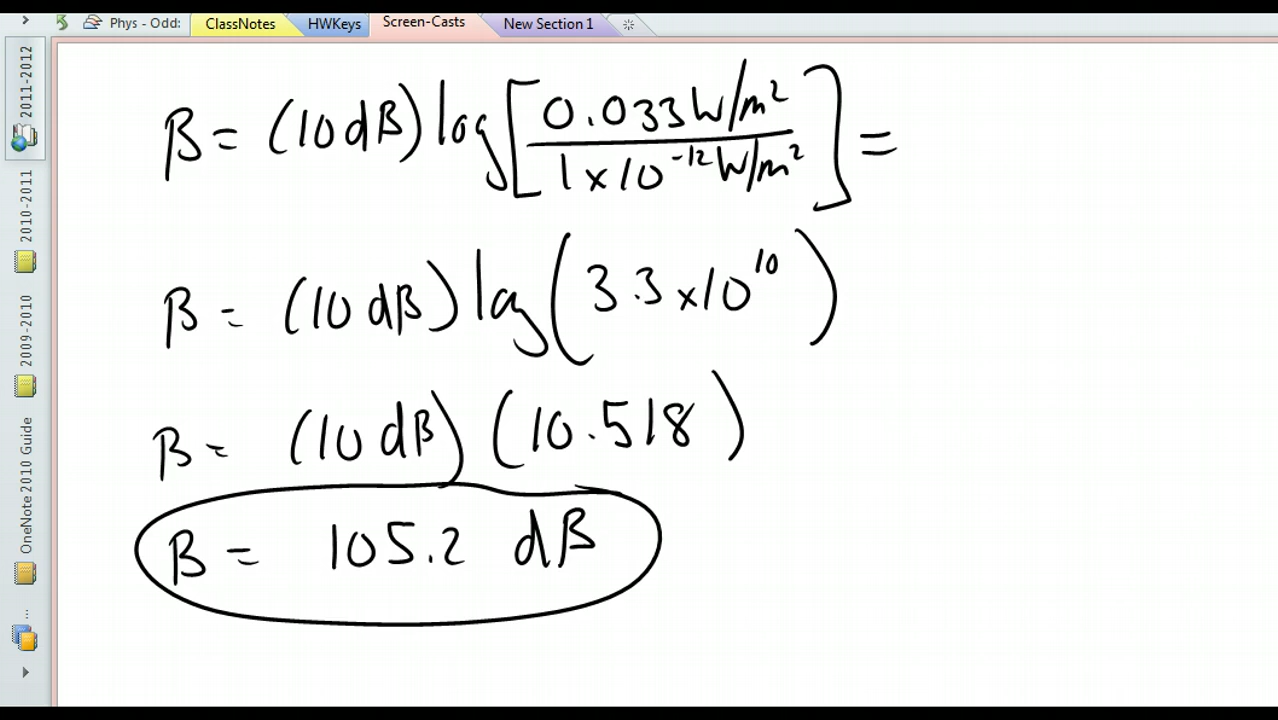 Phys - Odd: ClassNotes HWKeys Screen-Casts New Section 1
2011-2012
2010-2011
2009-2010
OneNote 2010 Guide
...
β = (10 dB) log[0.033 W/m² / 1×10⁻¹² W/m²] =
β = (10 dB) log(3.3 ×10¹⁰)
β = (10 dB) (10.518)
β = 105.2 dB